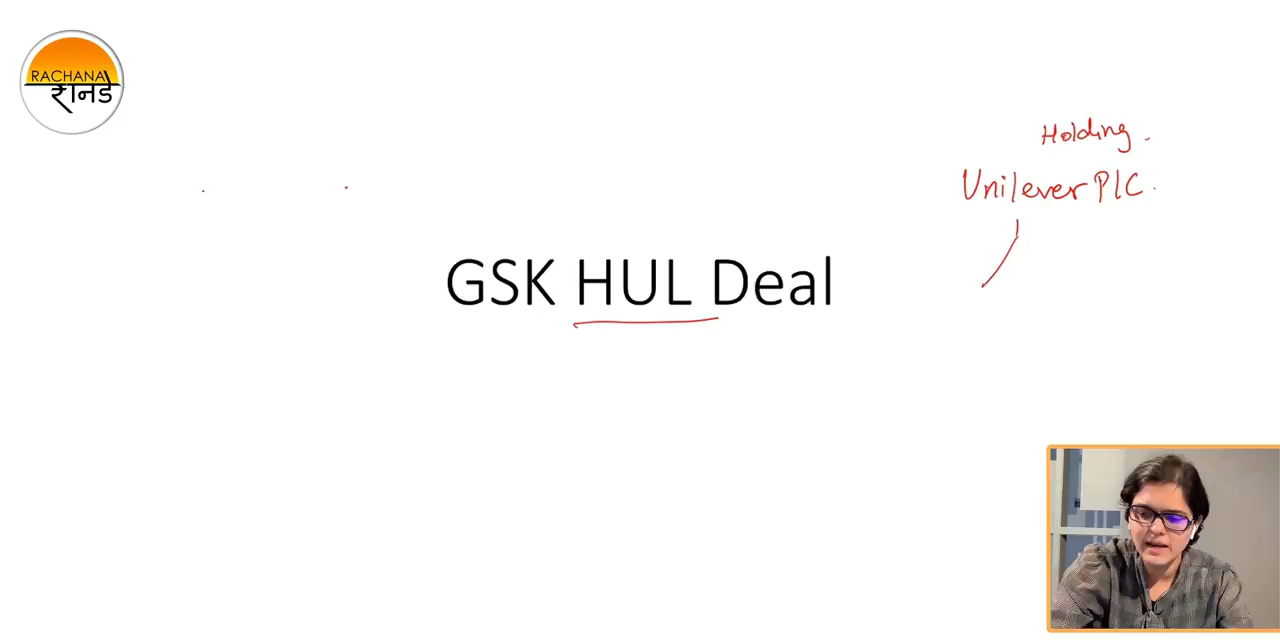 RACHANA
रानडे
Holding.
Unilever PLC.
GSK HUL Deal